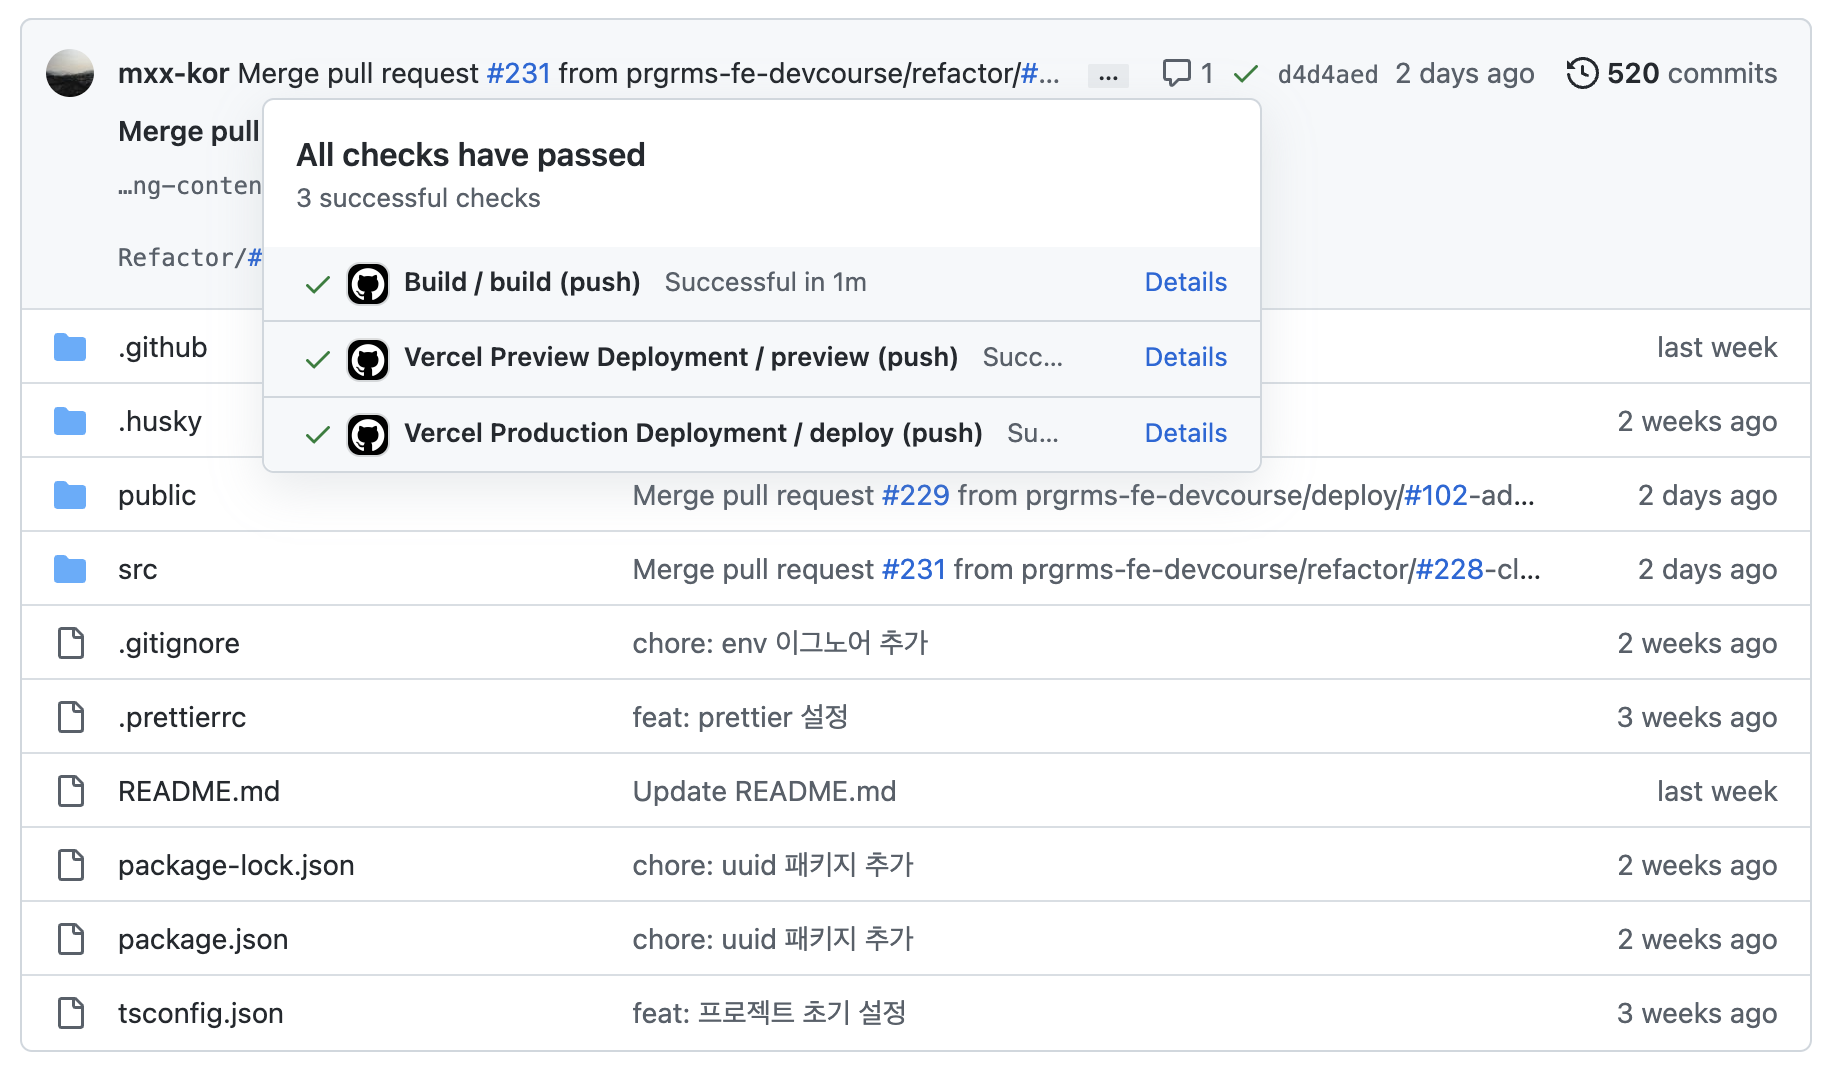 mxx-kor Merge pull request #231 from prgrms-fe-devcourse/refactor/#... ... 1 d4d4aed 2 days ago 520 commits
Merge pull
…ng-conten
Refactor/#
All checks have passed
3 successful checks
Build / build (push) Successful in 1m Details
Vercel Preview Deployment / preview (push) Succ... Details
Vercel Production Deployment / deploy (push) Su... Details
.github last week
.husky 2 weeks ago
public Merge pull request #229 from prgrms-fe-devcourse/deploy/#102-ad... 2 days ago
src Merge pull request #231 from prgrms-fe-devcourse/refactor/#228-cl... 2 days ago
.gitignore chore: env 이그노어 추가 2 weeks ago
.prettierrc feat: prettier 설정 3 weeks ago
README.md Update README.md last week
package-lock.json chore: uuid 패키지 추가 2 weeks ago
package.json chore: uuid 패키지 추가 2 weeks ago
tsconfig.json feat: 프로젝트 초기 설정 3 weeks ago